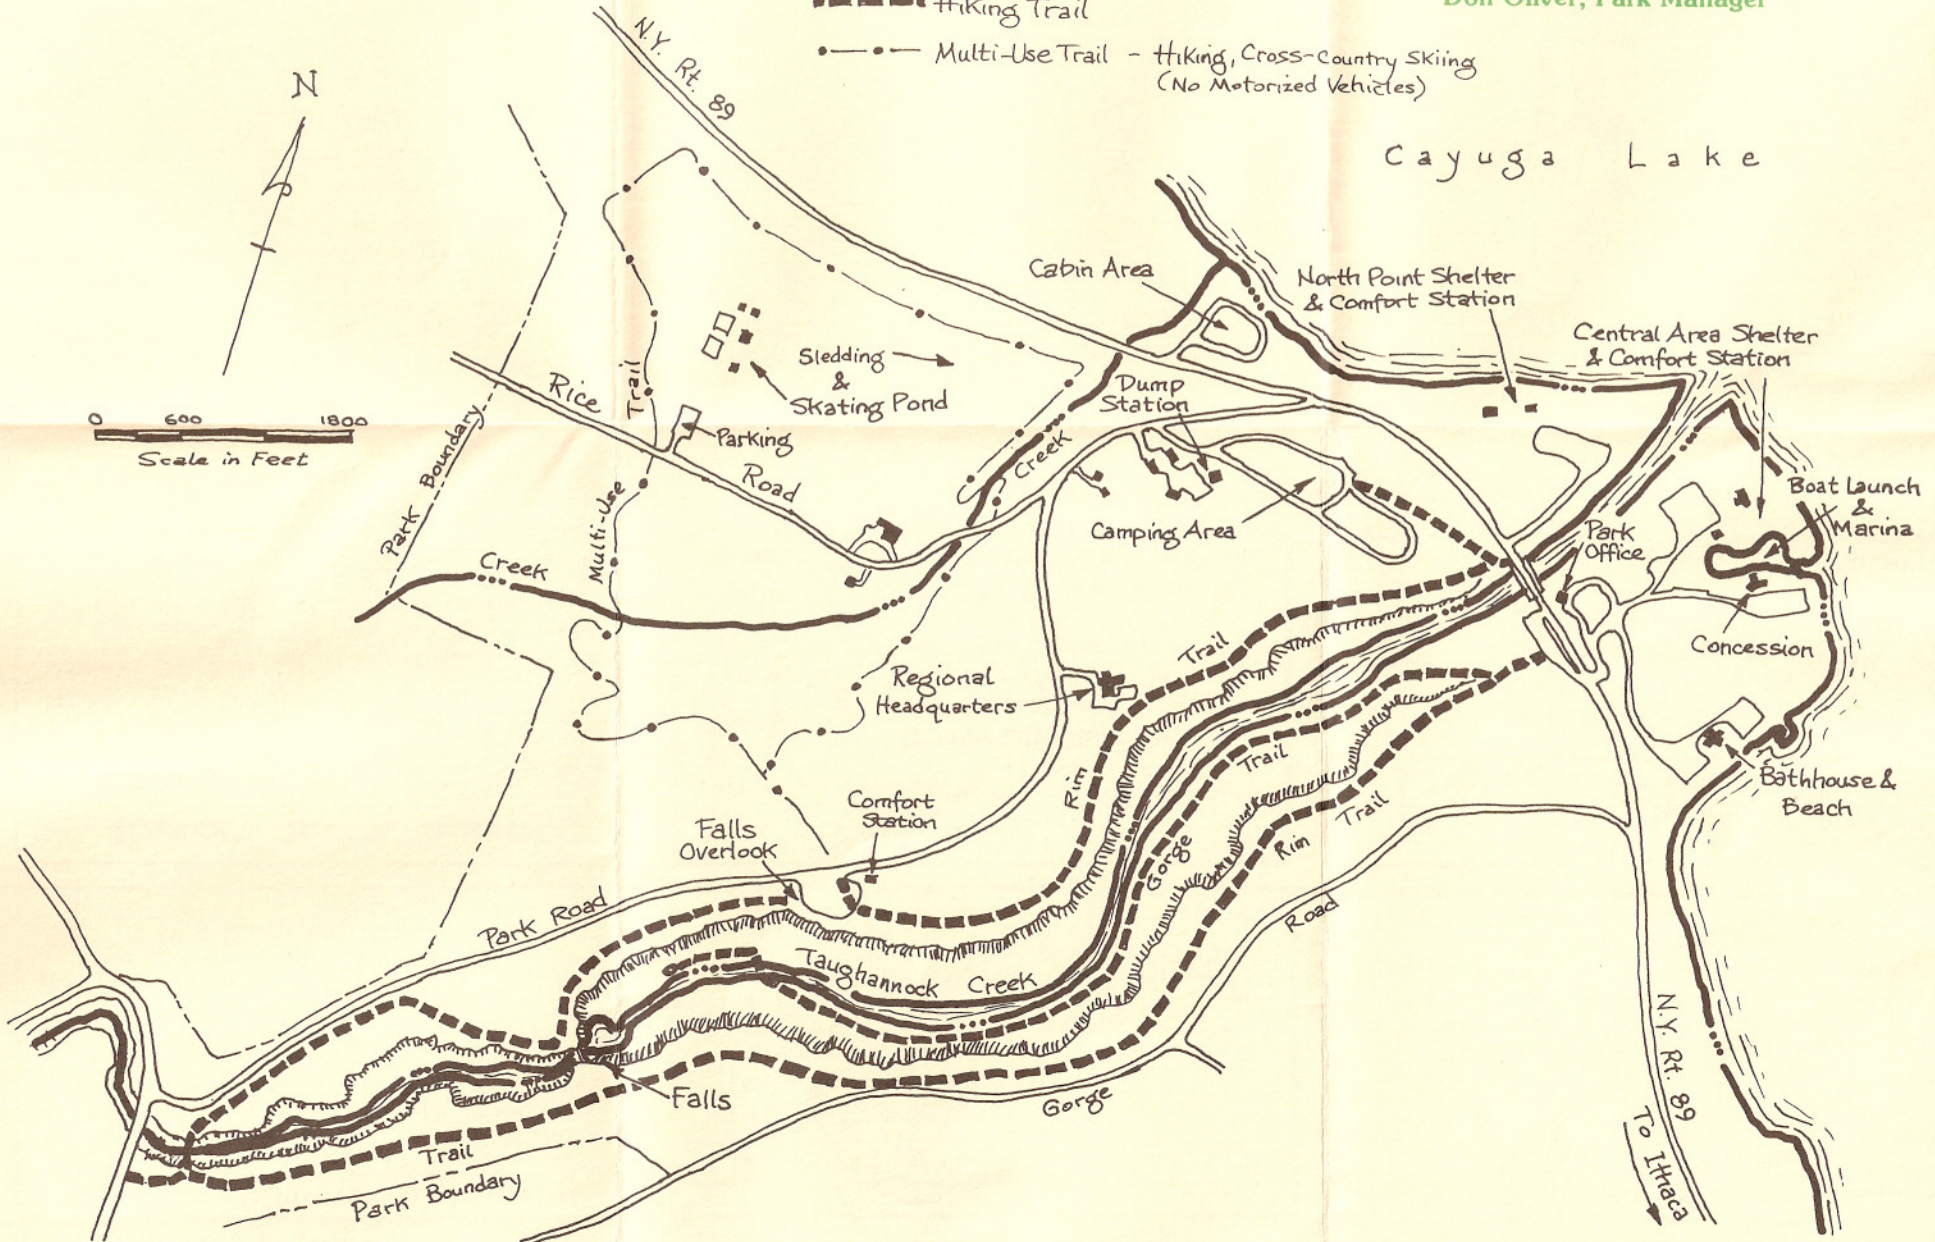 Hiking Trail
Don Oliver, Park Manager
Multi-Use Trail - Hiking, Cross-Country Skiing
(No Motorized Vehicles)
N.Y. Rt. 89
N
Cayuga Lake
Cabin Area
North Point Shelter
& Comfort Station
Central Area Shelter
& Comfort Station
Sledding
&
Skating Pond
Dump
Station
Rice
Road
Trail
Multi-Use
Parking
0 600 1800
Scale in Feet
Park Boundary
Creek
Creek
Camping Area
Park
Office
Boat Launch
&
Marina
Concession
Regional
Headquarters
Trail
Rim
Trail
Gorge
Trail
Rim
Bathhouse &
Beach
Comfort
Station
Falls
Overlook
Park Road
Road
Taughannock Creek
Falls
Gorge
Trail
Park Boundary
N.Y. Rt. 89
To Ithaca